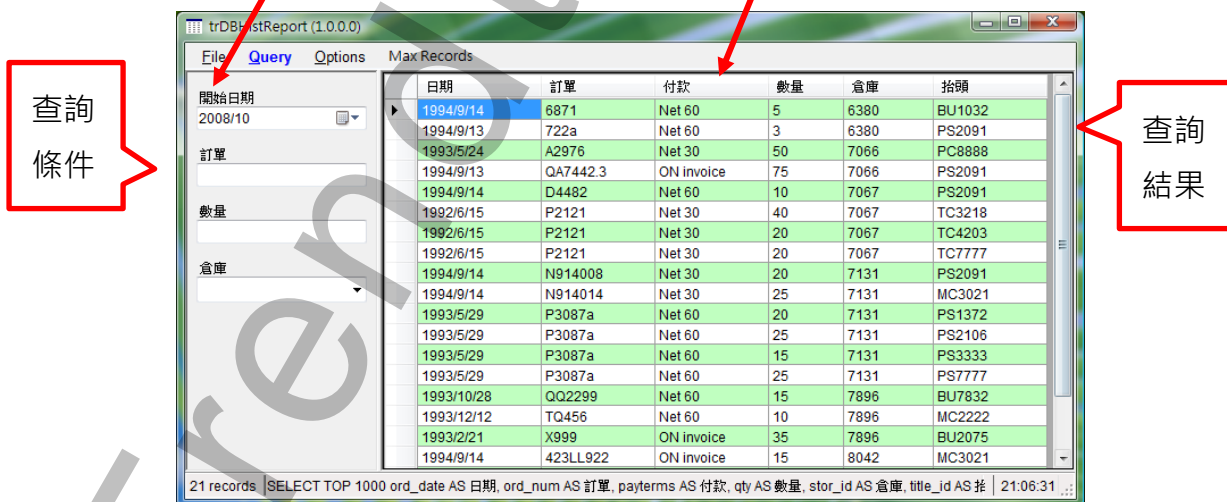 trDBHistReport (1.0.0.0)
File Query Options Max Records
查詢
條件
開始日期
2008/10
訂單
數量
倉庫
日期 訂單 付款 數量 倉庫 抬頭
1994/9/14 6871 Net 60 5 6380 BU1032
1994/9/13 722a Net 60 3 6380 PS2091
1993/5/24 A2976 Net 30 50 7066 PC8888
1994/9/13 QA7442.3 ON invoice 75 7066 PS2091
1994/9/14 D4482 Net 60 10 7067 PS2091
1992/6/15 P2121 Net 30 40 7067 TC3218
1992/6/15 P2121 Net 30 20 7067 TC4203
1992/6/15 P2121 Net 30 20 7067 TC7777
1994/9/14 N914008 Net 30 20 7131 PS2091
1994/9/14 N914014 Net 30 25 7131 MC3021
1993/5/29 P3087a Net 60 20 7131 PS1372
1993/5/29 P3087a Net 60 25 7131 PS2106
1993/5/29 P3087a Net 60 15 7131 PS3333
1993/5/29 P3087a Net 60 25 7131 PS7777
1993/10/28 QQ2299 Net 60 15 7896 BU7832
1993/12/12 TQ456 Net 60 10 7896 MC2222
1993/2/21 X999 ON invoice 35 7896 BU2075
1994/9/14 423LL922 ON invoice 15 8042 MC3021
查詢
結果
21 records SELECT TOP 1000 ord_date AS 日期, ord_num AS 訂單, payterms AS 付款, qty AS 數量, stor_id AS 倉庫, title_id AS 21:06:31